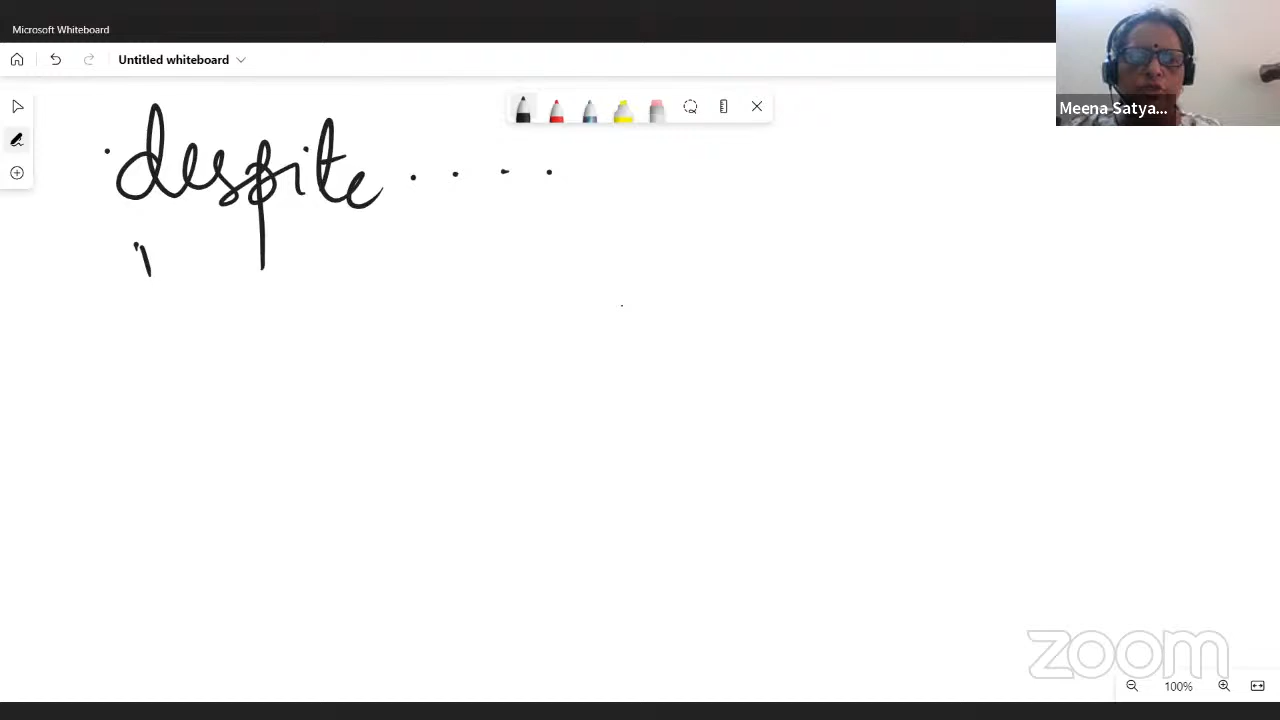 Microsoft Whiteboard
Untitled whiteboard
Meena Satya...
despite . . . .
zoom
100%